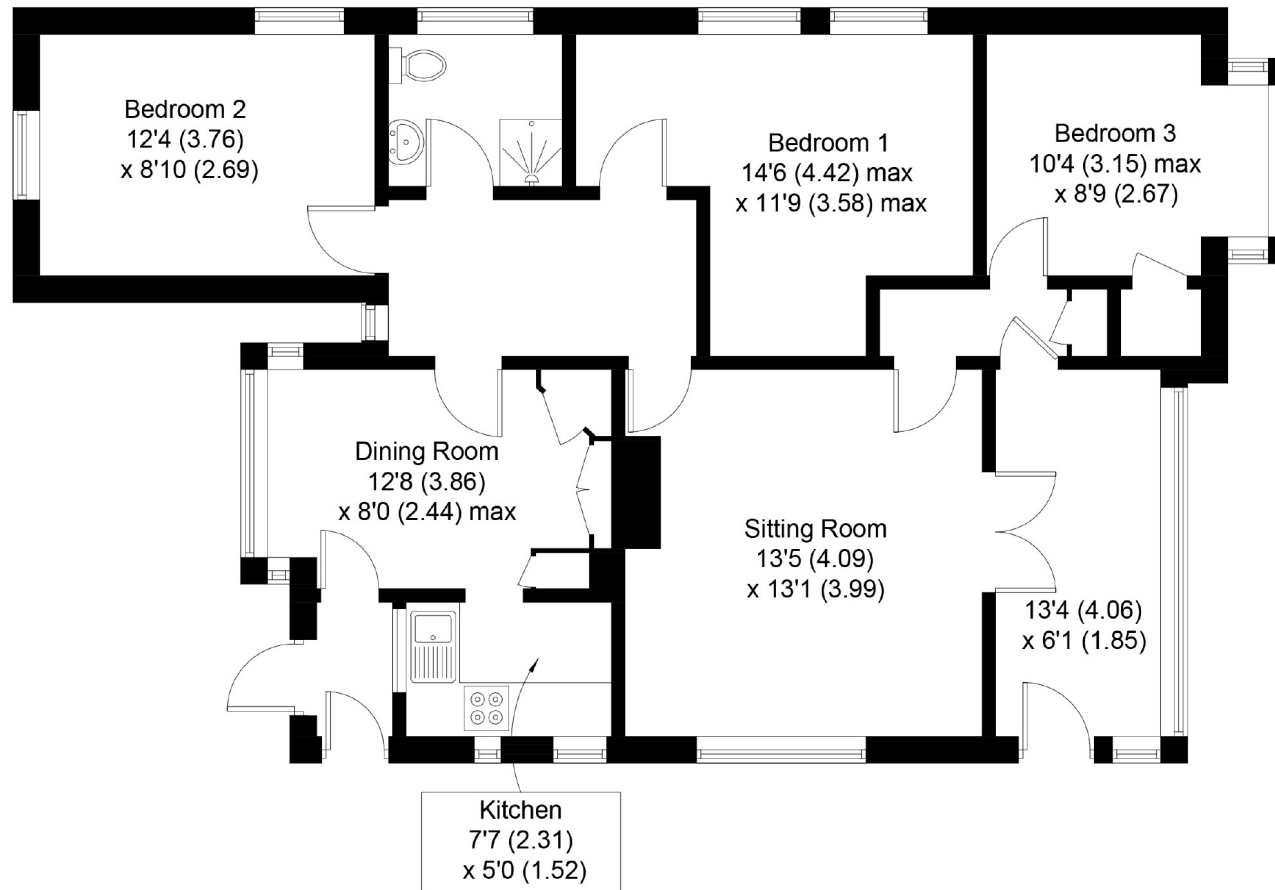 Bedroom 2
12'4 (3.76)
x 8'10 (2.69)
Bedroom 1
14'6 (4.42) max
x 11'9 (3.58) max
Bedroom 3
10'4 (3.15) max
x 8'9 (2.67)
Dining Room
12'8 (3.86)
x 8'0 (2.44) max
Sitting Room
13'5 (4.09)
x 13'1 (3.99)
13'4 (4.06)
x 6'1 (1.85)
Kitchen
7'7 (2.31)
x 5'0 (1.52)